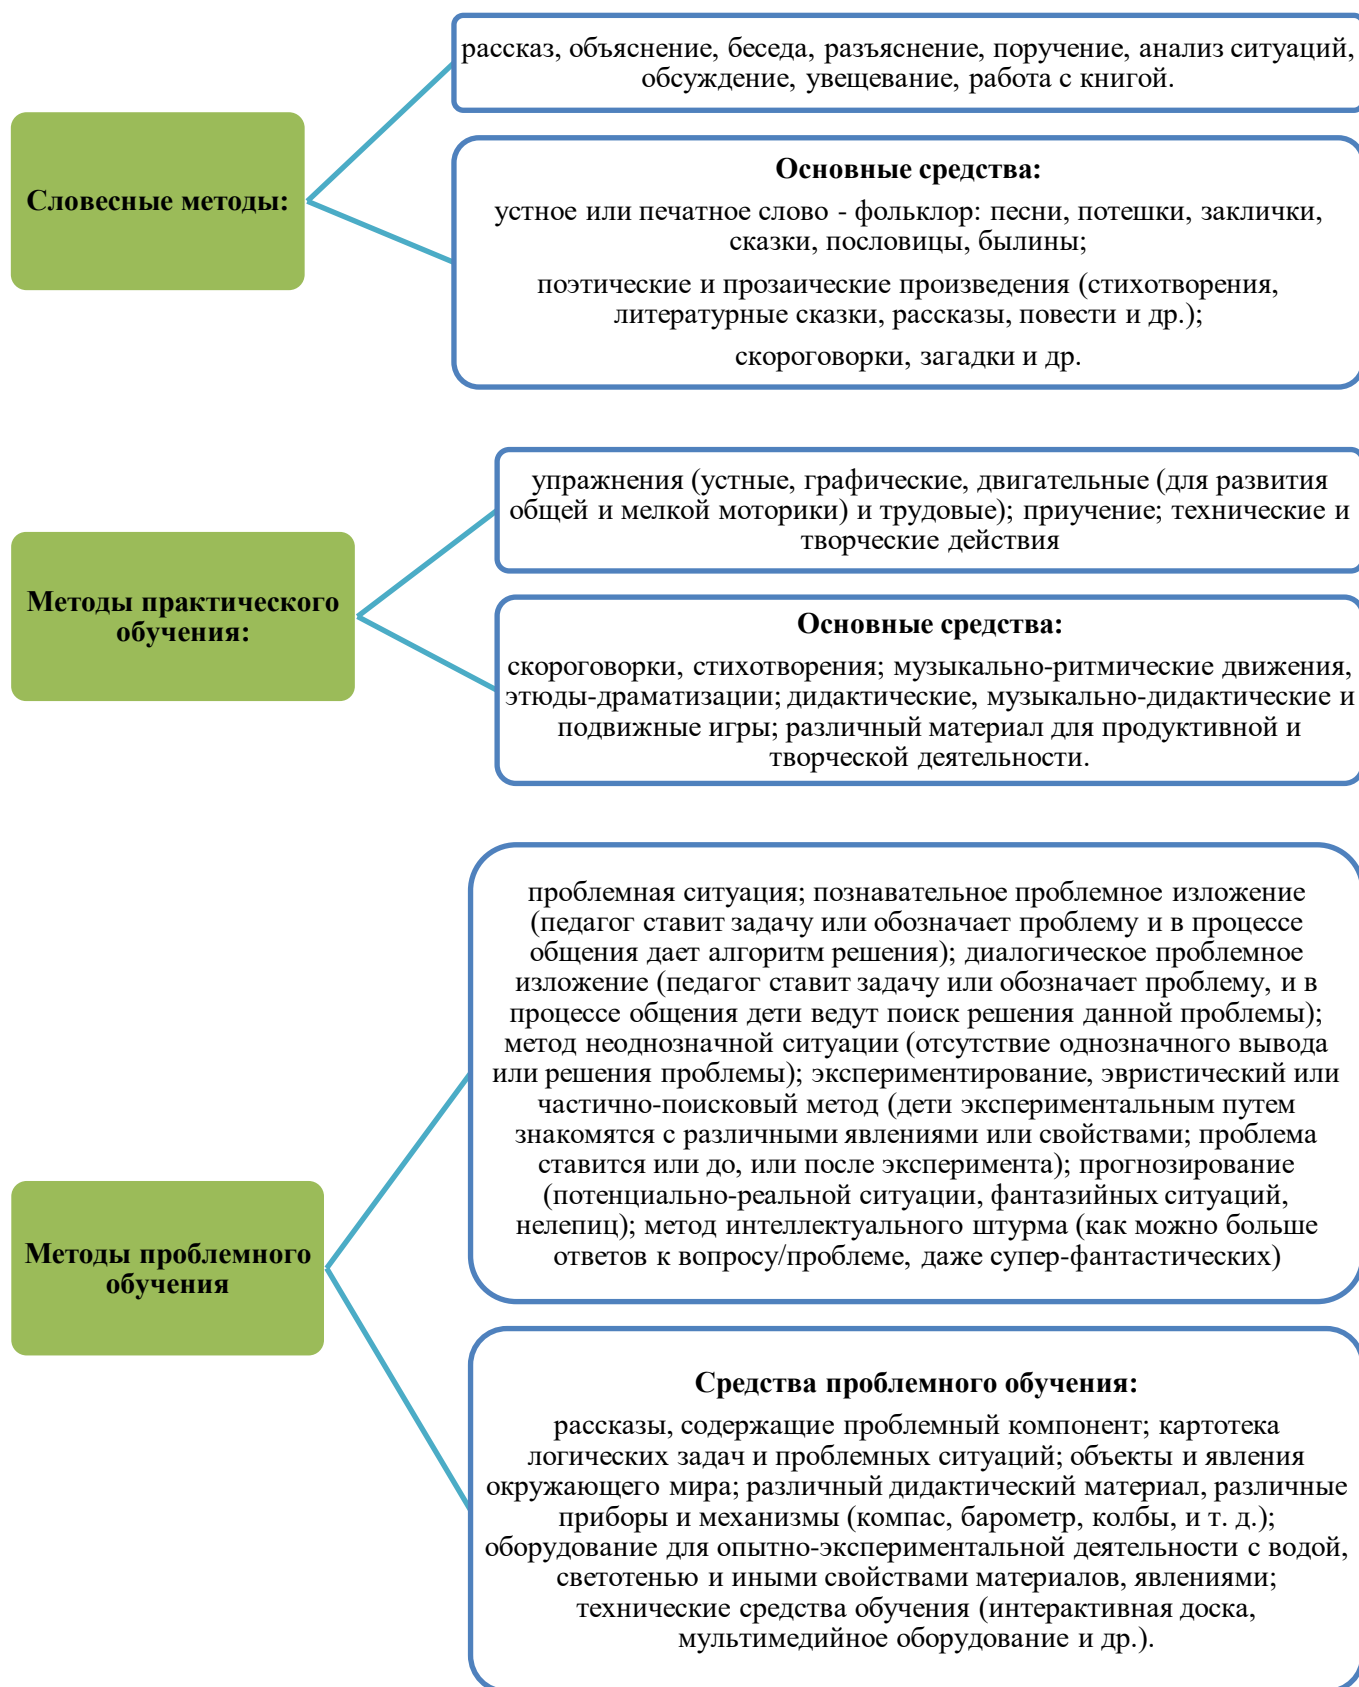 рассказ, объяснение, беседа, разъяснение, поручение, анализ ситуаций,
обсуждение, увещевание, работа с книгой.
Словесные методы:
Основные средства:
устное или печатное слово - фольклор: песни, потешки, заклички,
сказки, пословицы, былины;
поэтические и прозаические произведения (стихотворения,
литературные сказки, рассказы, повести и др.);
скороговорки, загадки и др.
упражнения (устные, графические, двигательные (для развития
общей и мелкой моторики) и трудовые); приучение; технические и
творческие действия
Методы практического
обучения:
Основные средства:
скороговорки, стихотворения; музыкально-ритмические движения,
этюды-драматизации; дидактические, музыкально-дидактические и
подвижные игры; различный материал для продуктивной и
творческой деятельности.
проблемная ситуация; познавательное проблемное изложение
(педагог ставит задачу или обозначает проблему и в процессе
общения дает алгоритм решения); диалогическое проблемное
изложение (педагог ставит задачу или обозначает проблему, и в
процессе общения дети ведут поиск решения данной проблемы);
метод неоднозначной ситуации (отсутствие однозначного вывода
или решения проблемы); экспериментирование, эвристический или
частично-поисковый метод (дети экспериментальным путем
знакомятся с различными явлениями или свойствами; проблема
ставится или до, или после эксперимента); прогнозирование
(потенциально-реальной ситуации, фантазийных ситуаций,
нелепиц); метод интеллектуального штурма (как можно больше
ответов к вопросу/проблеме, даже супер-фантастических)
Методы проблемного
обучения
Средства проблемного обучения:
рассказы, содержащие проблемный компонент; картотека
логических задач и проблемных ситуаций; объекты и явления
окружающего мира; различный дидактический материал, различные
приборы и механизмы (компас, барометр, колбы, и т. д.);
оборудование для опытно-экспериментальной деятельности с водой,
светотенью и иными свойствами материалов, явлениями;
технические средства обучения (интерактивная доска,
мультимедийное оборудование и др.).